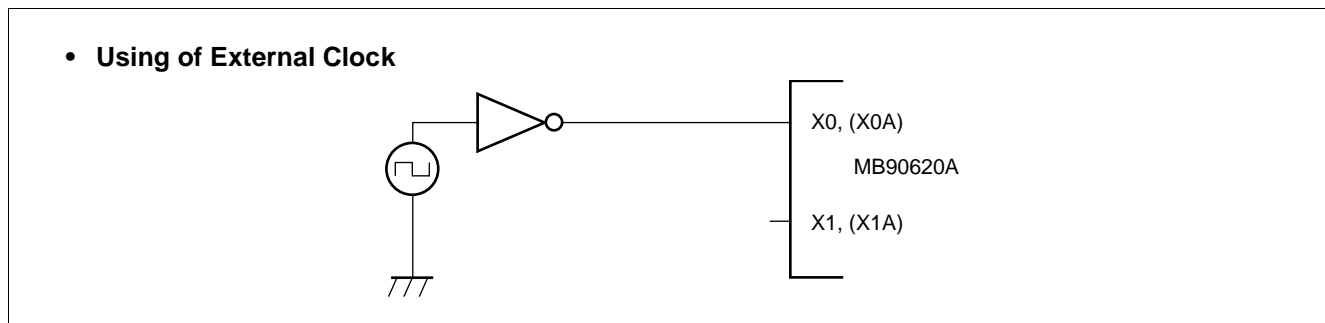 • Using of External Clock
X0, (X0A)
MB90620A
X1, (X1A)